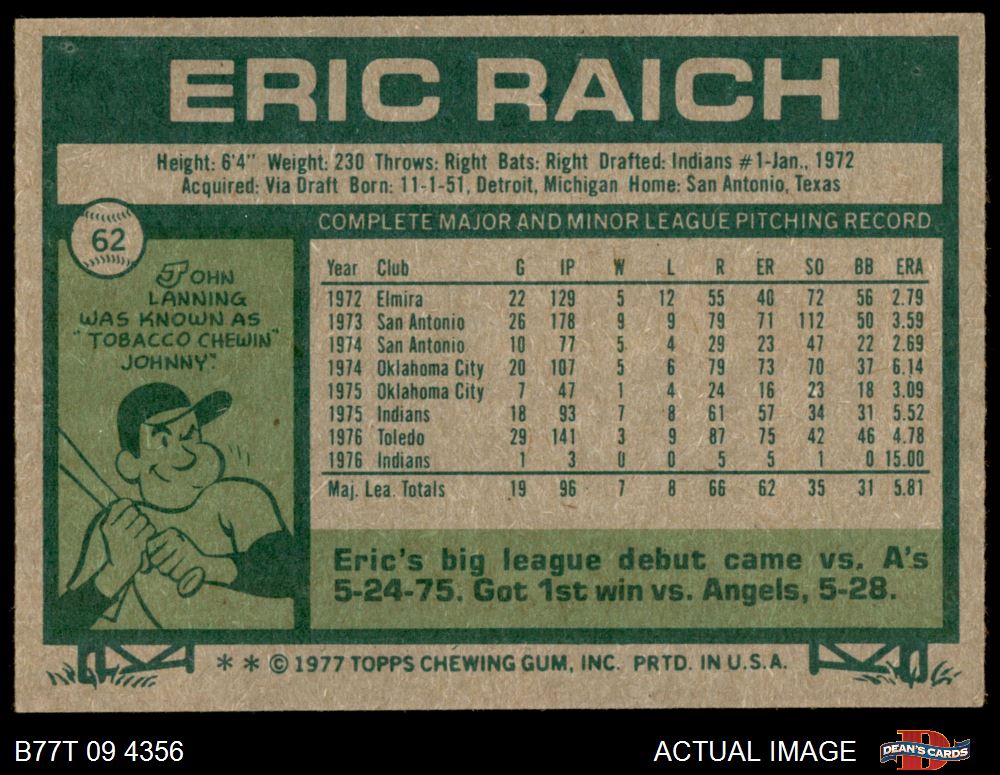 ERIC RAICH
Height: 6'4" Weight: 230 Throws: Right Bats: Right Drafted: Indians #1-Jan., 1972
Acquired: Via Draft Born: 11-1-51, Detroit, Michigan Home: San Antonio, Texas
62
JOHN
LANNING
WAS KNOWN AS
"TOBACCO CHEWIN'
JOHNNY".
COMPLETE MAJOR AND MINOR LEAGUE PITCHING RECORD
Year Club G IP W L R ER SO BB ERA
1972 Elmira 22 129 5 12 55 40 72 56 2.79
1973 San Antonio 26 178 9 9 79 71 112 50 3.59
1974 San Antonio 10 77 5 4 29 23 47 22 2.69
1974 Oklahoma City 20 107 5 6 79 73 70 37 6.14
1975 Oklahoma City 7 47 1 4 24 16 23 18 3.09
1975 Indians 18 93 7 8 61 57 34 31 5.52
1976 Toledo 29 141 3 9 87 75 42 46 4.78
1976 Indians 1 3 0 0 5 5 1 0 15.00
Maj. Lea. Totals 19 96 7 8 66 62 35 31 5.81
Eric's big league debut came vs. A's
5-24-75. Got 1st win vs. Angels, 5-28.
* * © 1977 TOPPS CHEWING GUM, INC. PRTD. IN U.S.A.
B77T 09 4356
ACTUAL IMAGE
DEAN'S CARDS